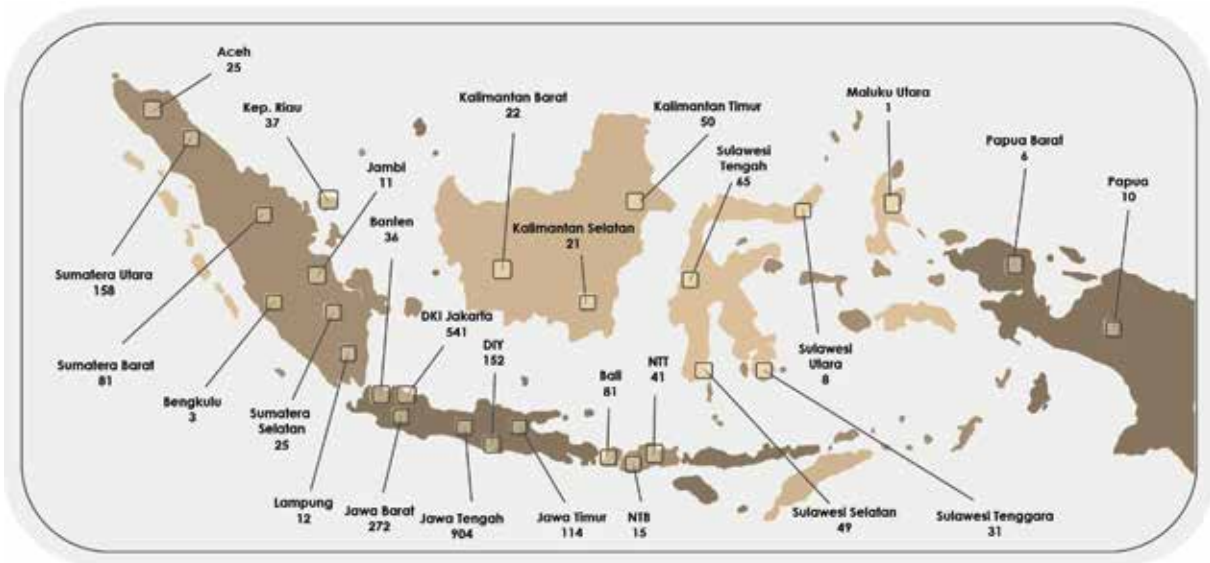 Aceh
25
Kep. Riau
37
Jambi
11
Banten
36
Kalimantan Barat
22
Kalimantan Timur
50
Sulawesi
Tengah
65
Maluku Utara
1
Papua Barat
6
Papua
10
Kalimantan Selatan
21
Sumatera Utara
158
DKI Jakarta
541
DIY
152
Sumatera Barat
81
Bengkulu
3
Sumatera
Selatan
25
Bali
81
NTT
41
Sulawesi
Utara
8
Lampung
12
Jawa Barat
272
Jawa Tengah
904
Jawa Timur
114
NTB
15
Sulawesi Selatan
49
Sulawesi Tenggara
31